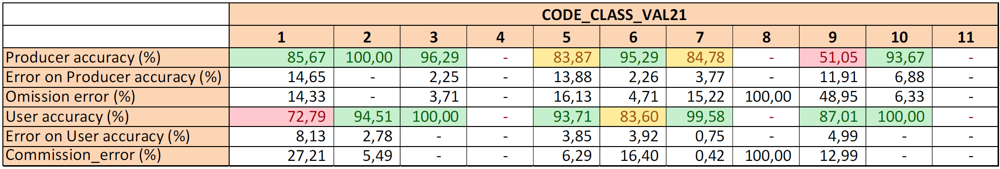 CODE_CLASS_VAL21
1 2 3 4 5 6 7 8 9 10 11
Producer accuracy (%) 85,67 100,00 96,29 - 83,87 95,29 84,78 - 51,05 93,67 -
Error on Producer accuracy (%) 14,65 - 2,25 - 13,88 2,26 3,77 - 11,91 6,88 -
Omission error (%) 14,33 - 3,71 - 16,13 4,71 15,22 100,00 48,95 6,33 -
User accuracy (%) 72,79 94,51 100,00 - 93,71 83,60 99,58 - 87,01 100,00 -
Error on User accuracy (%) 8,13 2,78 - - 3,85 3,92 0,75 - 4,99 - -
Commission_error (%) 27,21 5,49 - - 6,29 16,40 0,42 100,00 12,99 - -